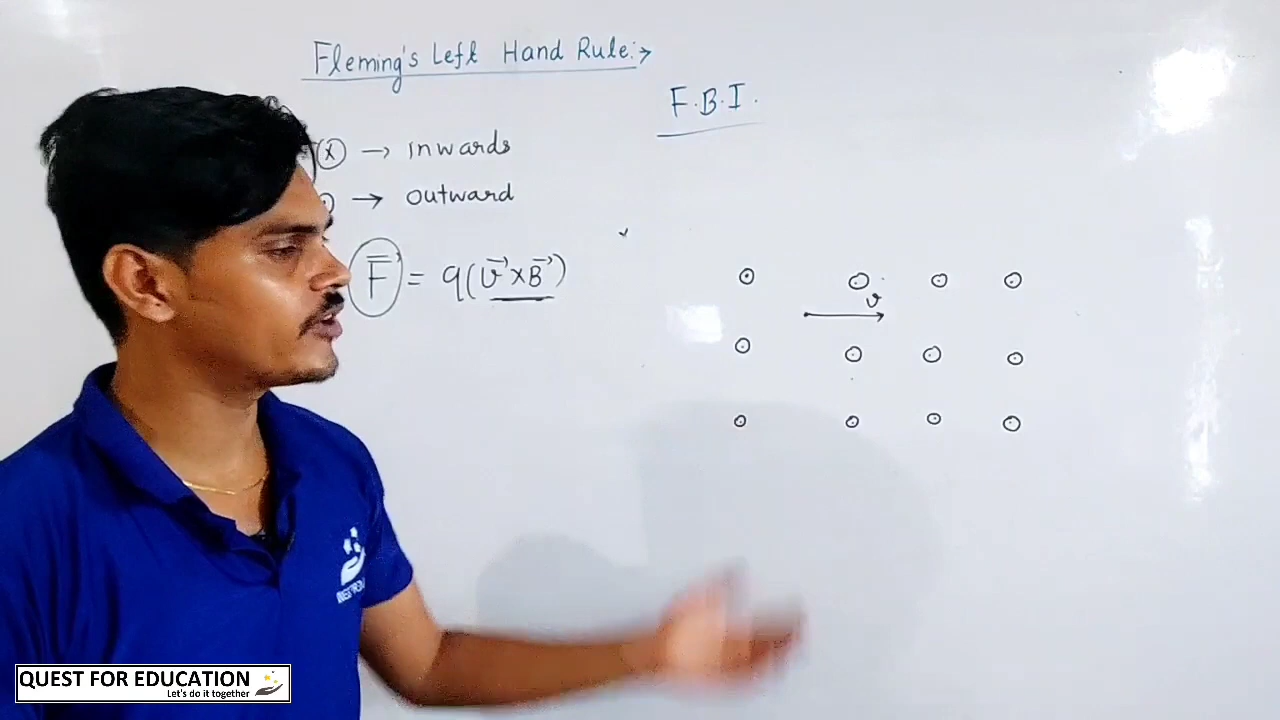 Fleming's Left Hand Rule:→
F.B.I.
(x) → inwards
→ outward
F⃗ = q(v⃗ × B⃗)
v
QUEST FOR EDUCATION
Let's do it together